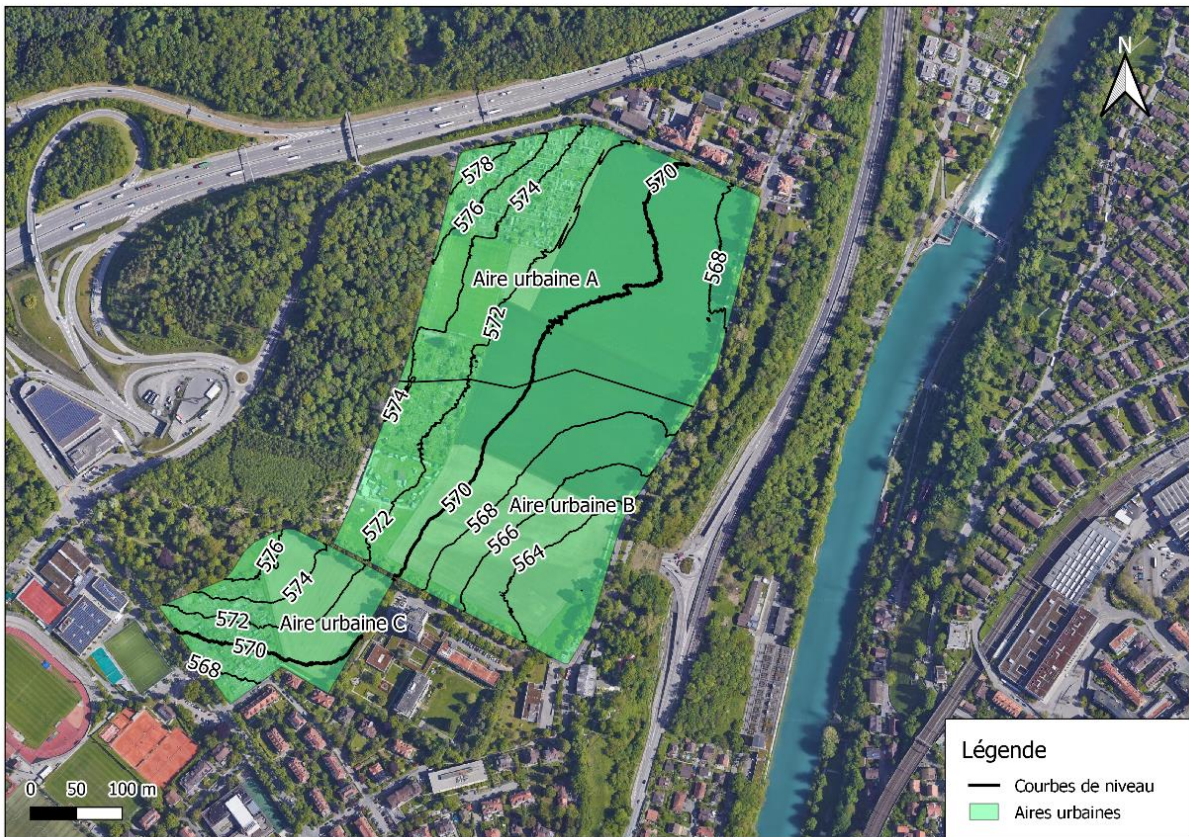 N
578
576
574
570
568
Aire urbaine A
572
574
570
572
568
566
564
Aire urbaine B
576
574
572
570
568
Aire urbaine C
0 50 100 m
Légende
Courbes de niveau
Aires urbaines